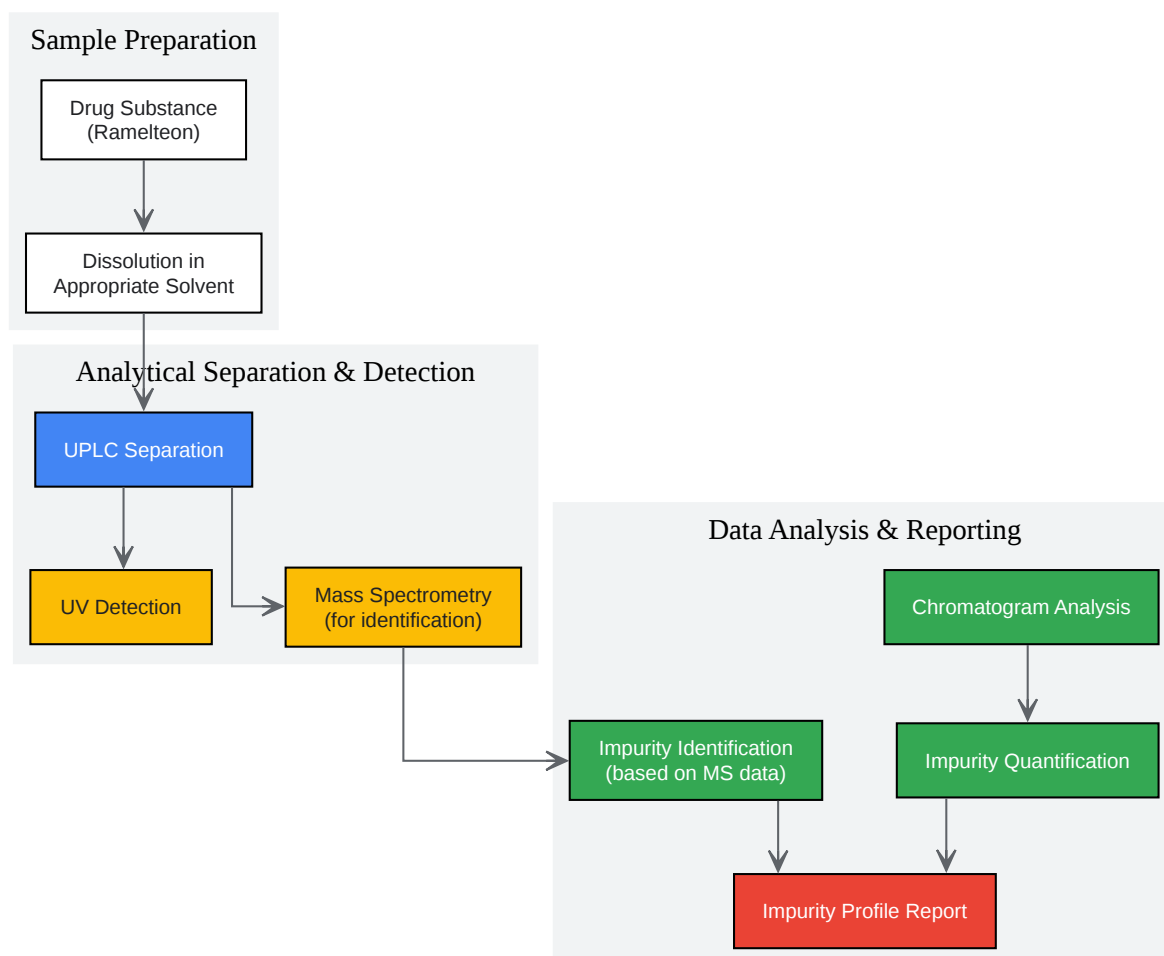 Sample Preparation
Drug Substance
(Ramelteon)
Dissolution in
Appropriate Solvent
Analytical Separation & Detection
UPLC Separation
UV Detection
Mass Spectrometry
(for identification)
Data Analysis & Reporting
Chromatogram Analysis
Impurity Identification
(based on MS data)
Impurity Quantification
Impurity Profile Report